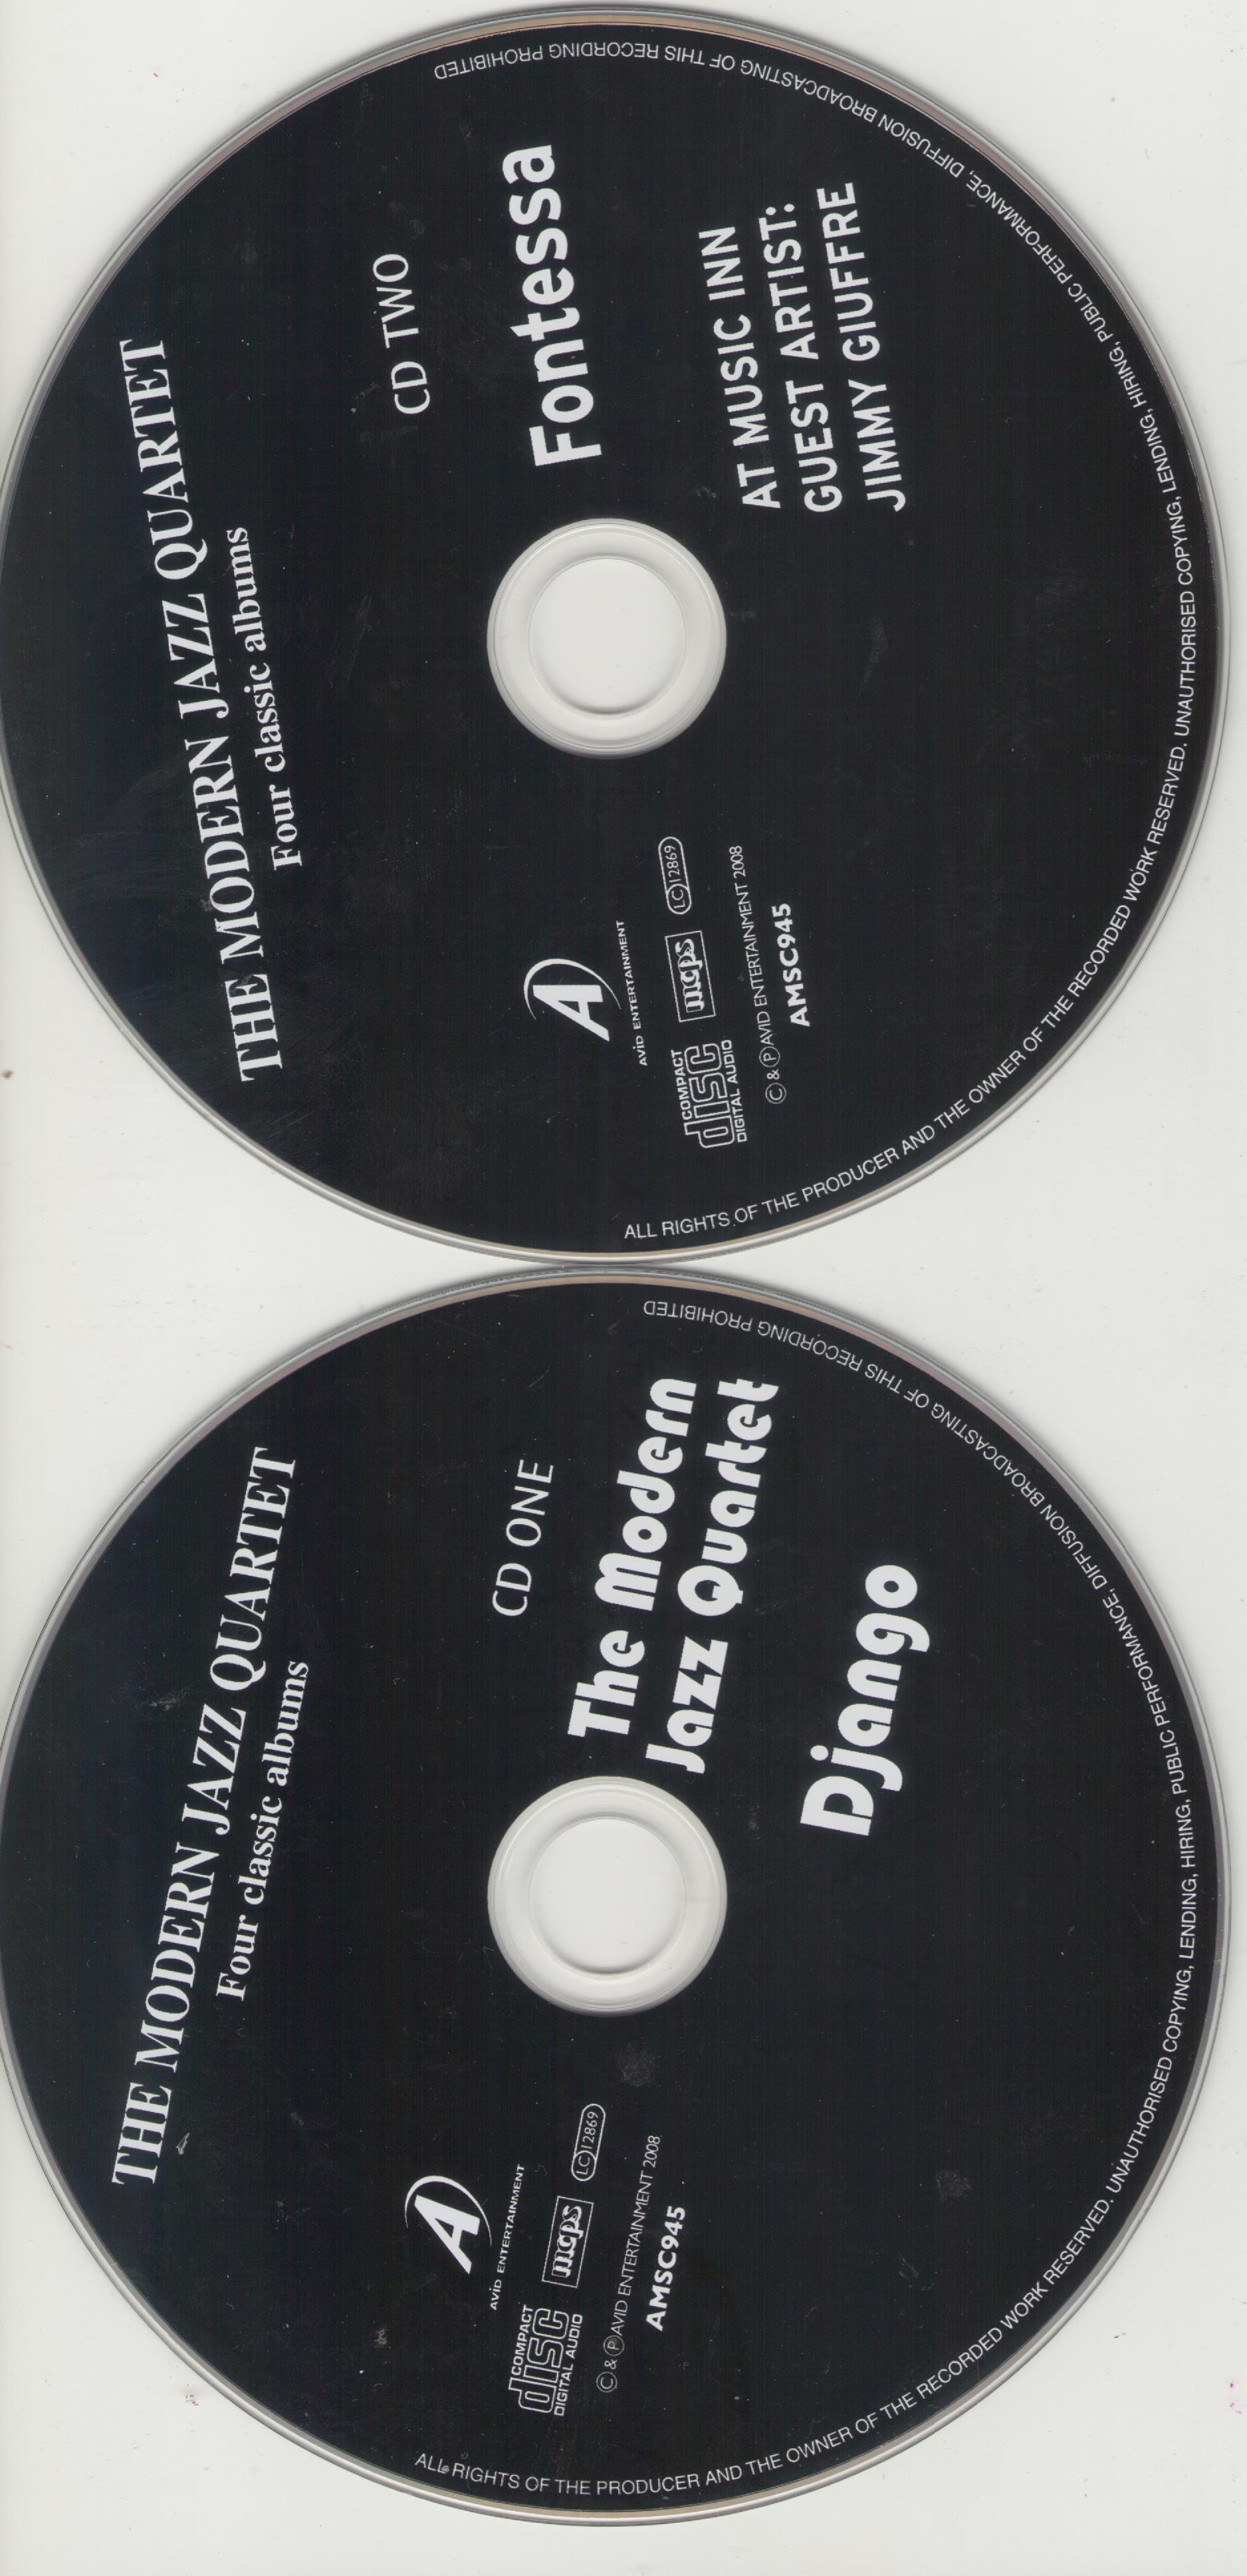 THE MODERN JAZZ QUARTET
Four classic albums
CD TWO
Fontessa
AT MUSIC INN
GUEST ARTIST:
JIMMY GIUFFRE
A
AVID ENTERTAINMENT
COMPACT
disc
DIGITAL AUDIO
mcps
LC 12869
© & ℗ AVID ENTERTAINMENT 2008
AMSC945
ALL RIGHTS OF THE PRODUCER AND THE OWNER OF THE RECORDED WORK RESERVED. UNAUTHORISED COPYING, LENDING, HIRING, PUBLIC PERFORMANCE, DIFFUSION BROADCASTING OF THIS RECORDING PROHIBITED
THE MODERN JAZZ QUARTET
Four classic albums
CD ONE
The Modern
Jazz Quartet
Django
A
AVID ENTERTAINMENT
COMPACT
disc
DIGITAL AUDIO
mcps
LC 12869
© & ℗ AVID ENTERTAINMENT 2008
AMSC945
ALL RIGHTS OF THE PRODUCER AND THE OWNER OF THE RECORDED WORK RESERVED. UNAUTHORISED COPYING, LENDING, HIRING, PUBLIC PERFORMANCE, DIFFUSION BROADCASTING OF THIS RECORDING PROHIBITED